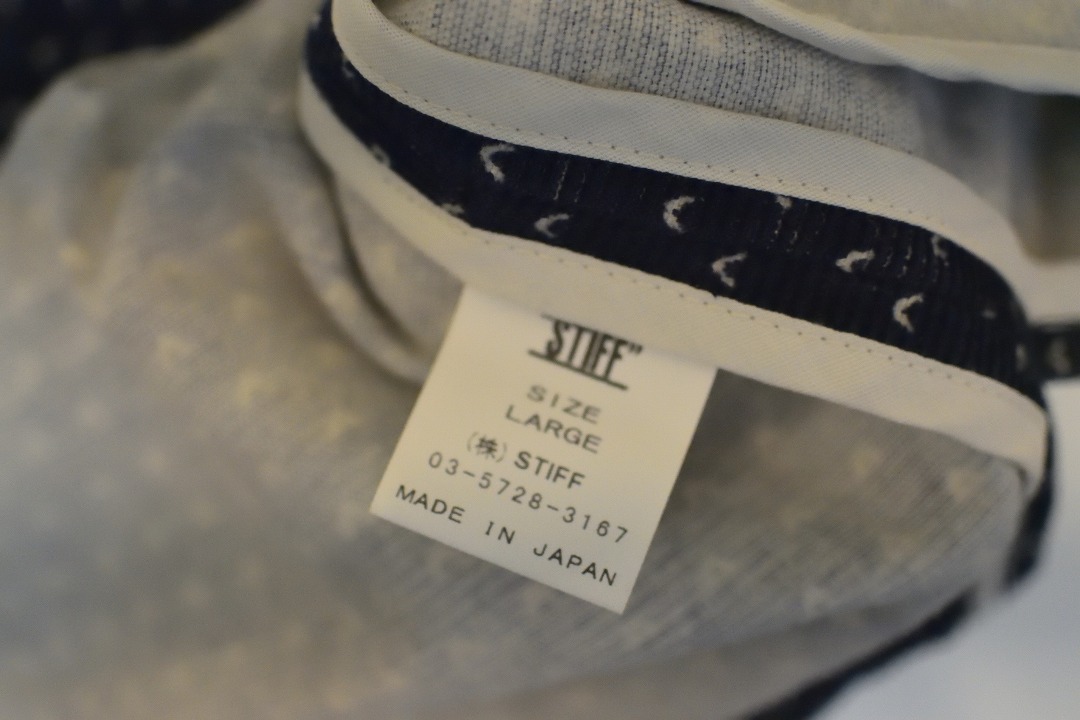 "STIFF"
SIZE
LARGE
(株) STIFF
03-5728-3167
MADE IN JAPAN